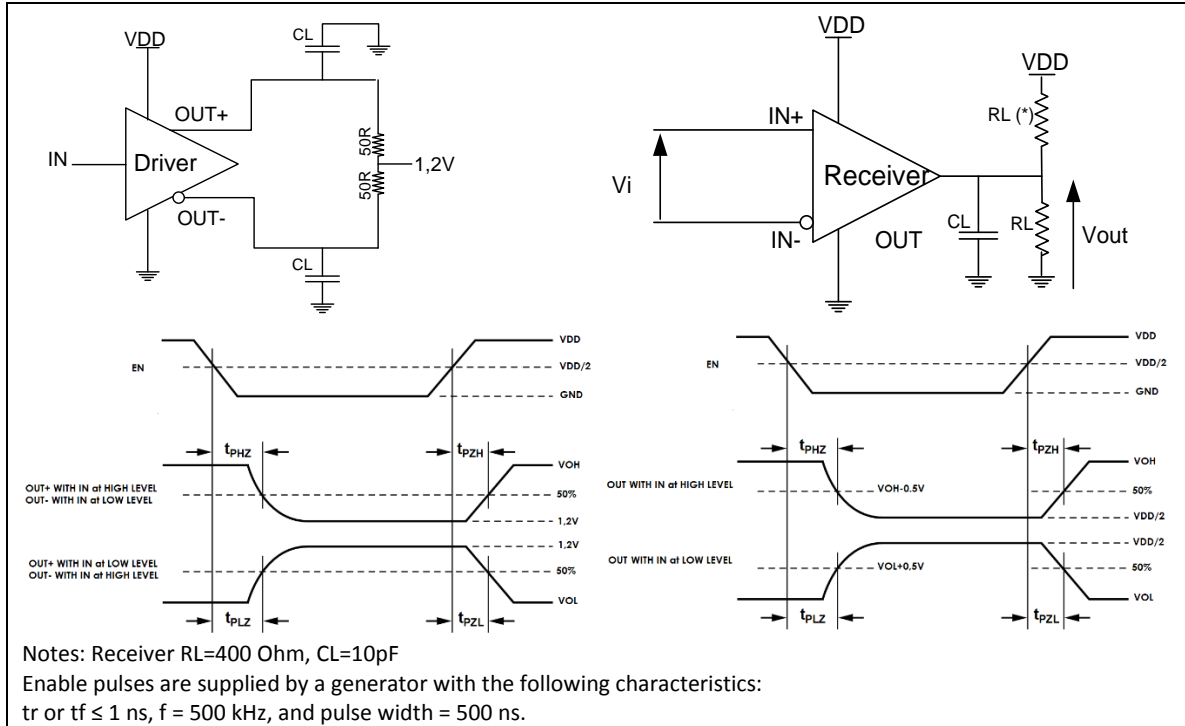 VDD
CL
OUT+
IN
Driver
50R
50R
1,2V
OUT-
CL
VDD
VDD
IN+
RL (*)
Vi
Receiver
IN-
OUT
CL
RL
Vout
EN
VDD
VDD/2
GND
tPHZ
tPZH
OUT+ WITH IN at HIGH LEVEL
OUT- WITH IN at LOW LEVEL
VOH
50%
1,2V
OUT+ WITH IN at LOW LEVEL
OUT- WITH IN at HIGH LEVEL
1,2V
50%
VOL
tPLZ
tPZL
EN
VDD
VDD/2
GND
tPHZ
tPZH
OUT WITH IN at HIGH LEVEL
VOH-0.5V
VOH
50%
VDD/2
OUT WITH IN at LOW LEVEL
VOL+0,5V
VDD/2
50%
VOL
tPLZ
tPZL
Notes: Receiver RL=400 Ohm, CL=10pF
Enable pulses are supplied by a generator with the following characteristics:
tr or tf ≤ 1 ns, f = 500 kHz, and pulse width = 500 ns.